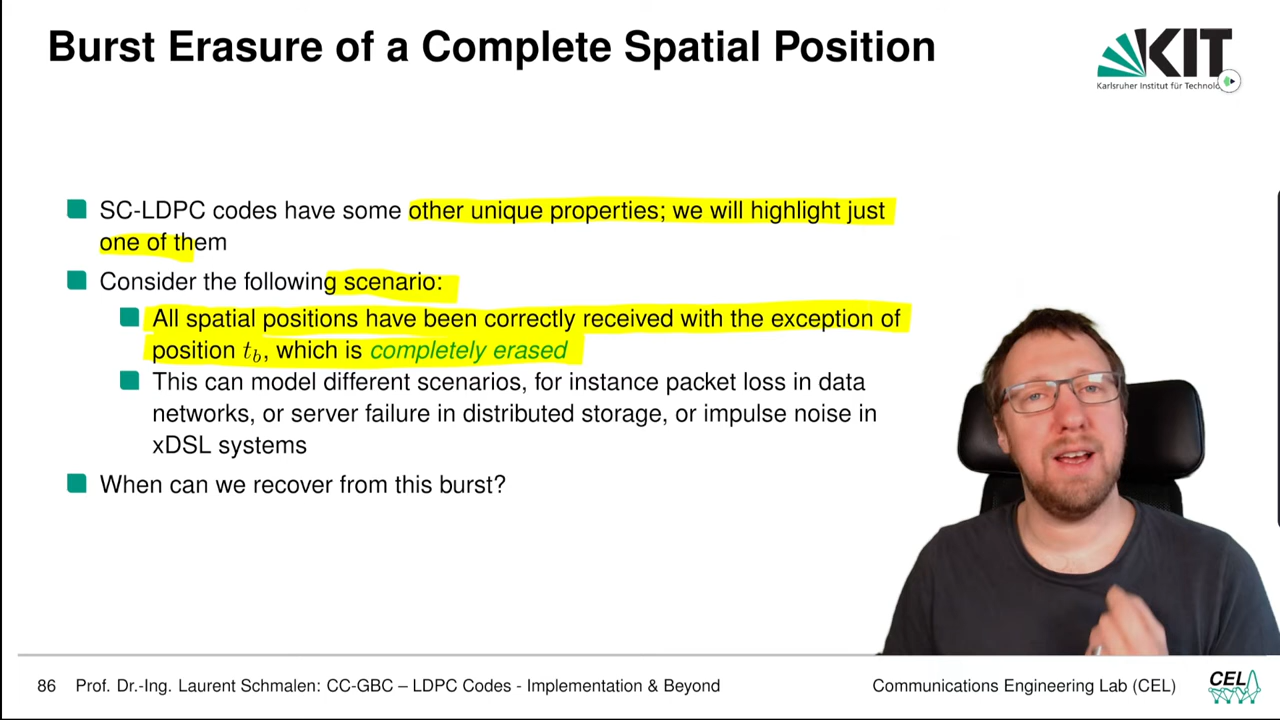 Burst Erasure of a Complete Spatial Position
KIT
Karlsruher Institut für
SC-LDPC codes have some other unique properties; we will highlight just
one of them
Consider the following scenario:
All spatial positions have been correctly received with the exception of
position t_b, which is completely erased
This can model different scenarios, for instance packet loss in data
networks, or server failure in distributed storage, or impulse noise in
xDSL systems
When can we recover from this burst?
86 Prof. Dr.-Ing. Laurent Schmalen: CC-GBC – LDPC Codes - Implementation & Beyond
Communications Engineering Lab (CEL)
CEL